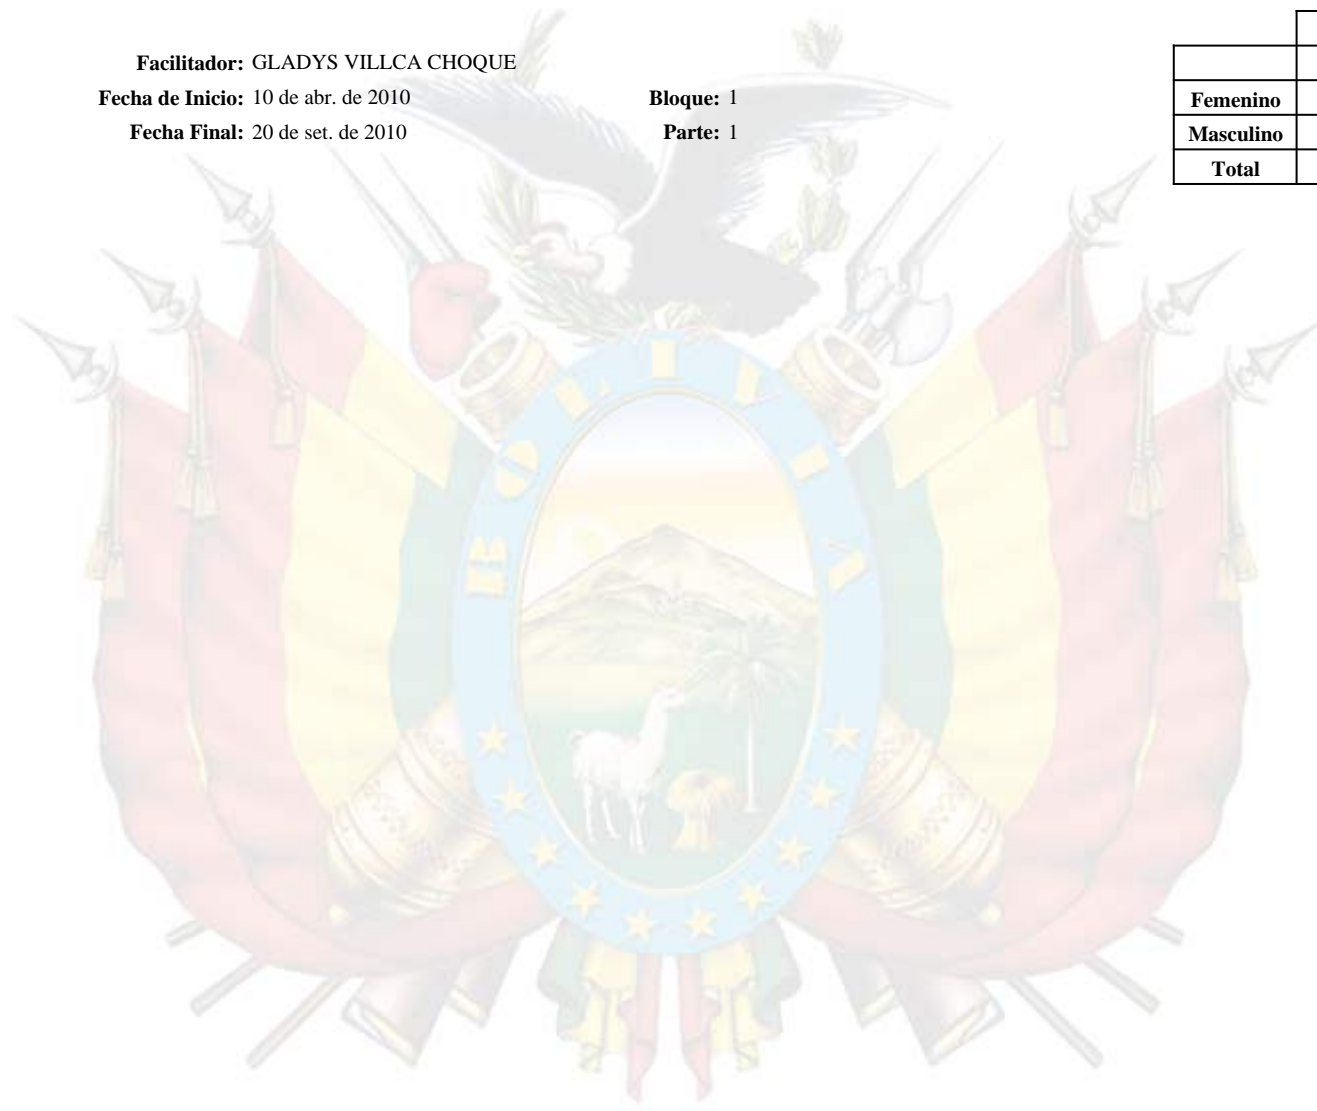 Facilitador: GLADYS VILLCA CHOQUE
Fecha de Inicio: 10 de abr. de 2010 Bloque: 1
Fecha Final: 20 de set. de 2010 Parte: 1
Femenino
Masculino
Total
BOLIVIA